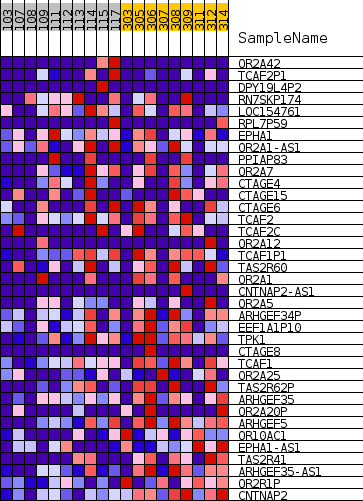 103 107 108 109 111 112 113 114 115 117 303 305 306 307 308 309 311 312 314
SampleName
OR2A42
TCAF2P1
DPY19L4P2
RN7SKP174
LOC154761
RPL7P59
EPHA1
OR2A1-AS1
PPIAP83
OR2A7
CTAGE4
CTAGE15
CTAGE6
TCAF2
TCAF2C
OR2A12
TCAF1P1
TAS2R60
OR2A1
CNTNAP2-AS1
OR2A5
ARHGEF34P
EEF1A1P10
TPK1
CTAGE8
TCAF1
OR2A25
TAS2R62P
ARHGEF35
OR2A20P
ARHGEF5
OR10AC1
EPHA1-AS1
TAS2R41
ARHGEF35-AS1
OR2R1P
CNTNAP2